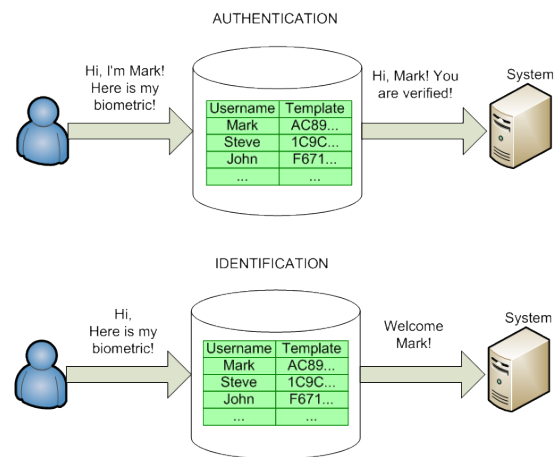 AUTHENTICATION
Hi, I'm Mark!
Here is my
biometric!
Username Template
Mark AC89...
Steve 1C9C...
John F671...
... ...
Hi, Mark! You
are verified!
System
IDENTIFICATION
Hi,
Here is my
biometric!
Username Template
Mark AC89...
Steve 1C9C...
John F671...
... ...
Welcome
Mark!
System